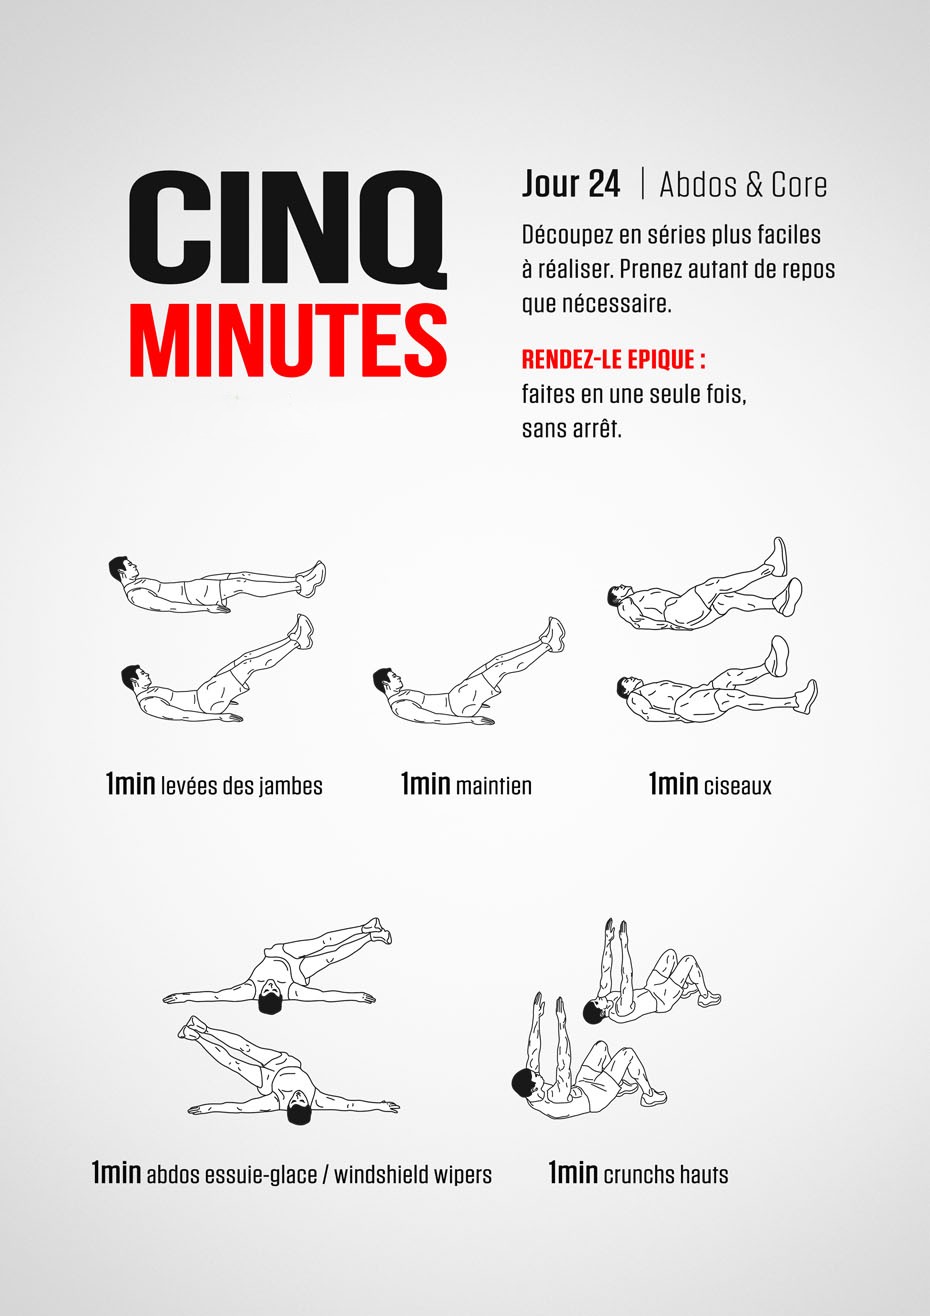 CINQ
MINUTES
Jour 24 | Abdos & Core
Découpez en séries plus faciles
à réaliser. Prenez autant de repos
que nécessaire.
RENDEZ-LE EPIQUE :
faites en une seule fois,
sans arrêt.
1min levées des jambes
1min maintien
1min ciseaux
1min abdos essuie-glace / windshield wipers
1min crunchs hauts